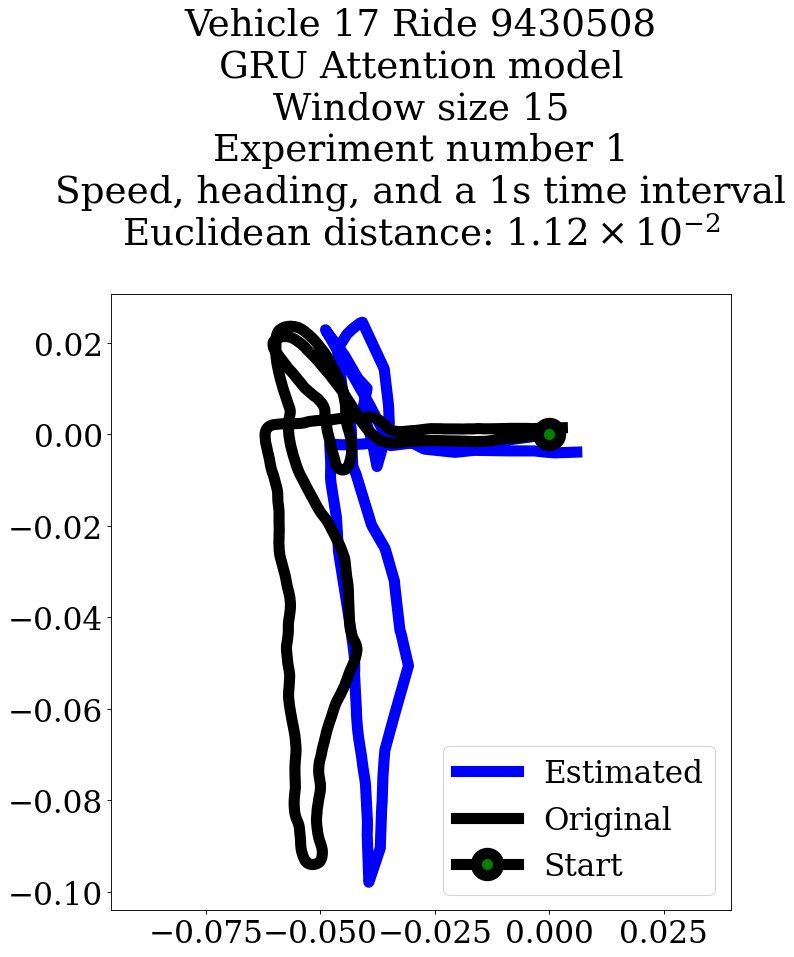 Vehicle 17 Ride 9430508
GRU Attention model
Window size 15
Experiment number 1
Speed, heading, and a 1s time interval
Euclidean distance: 1.12 × 10⁻²
0.02
0.00
−0.02
−0.04
−0.06
−0.08
−0.10
Estimated
Original
Start
−0.075 −0.050 −0.025 0.000 0.025